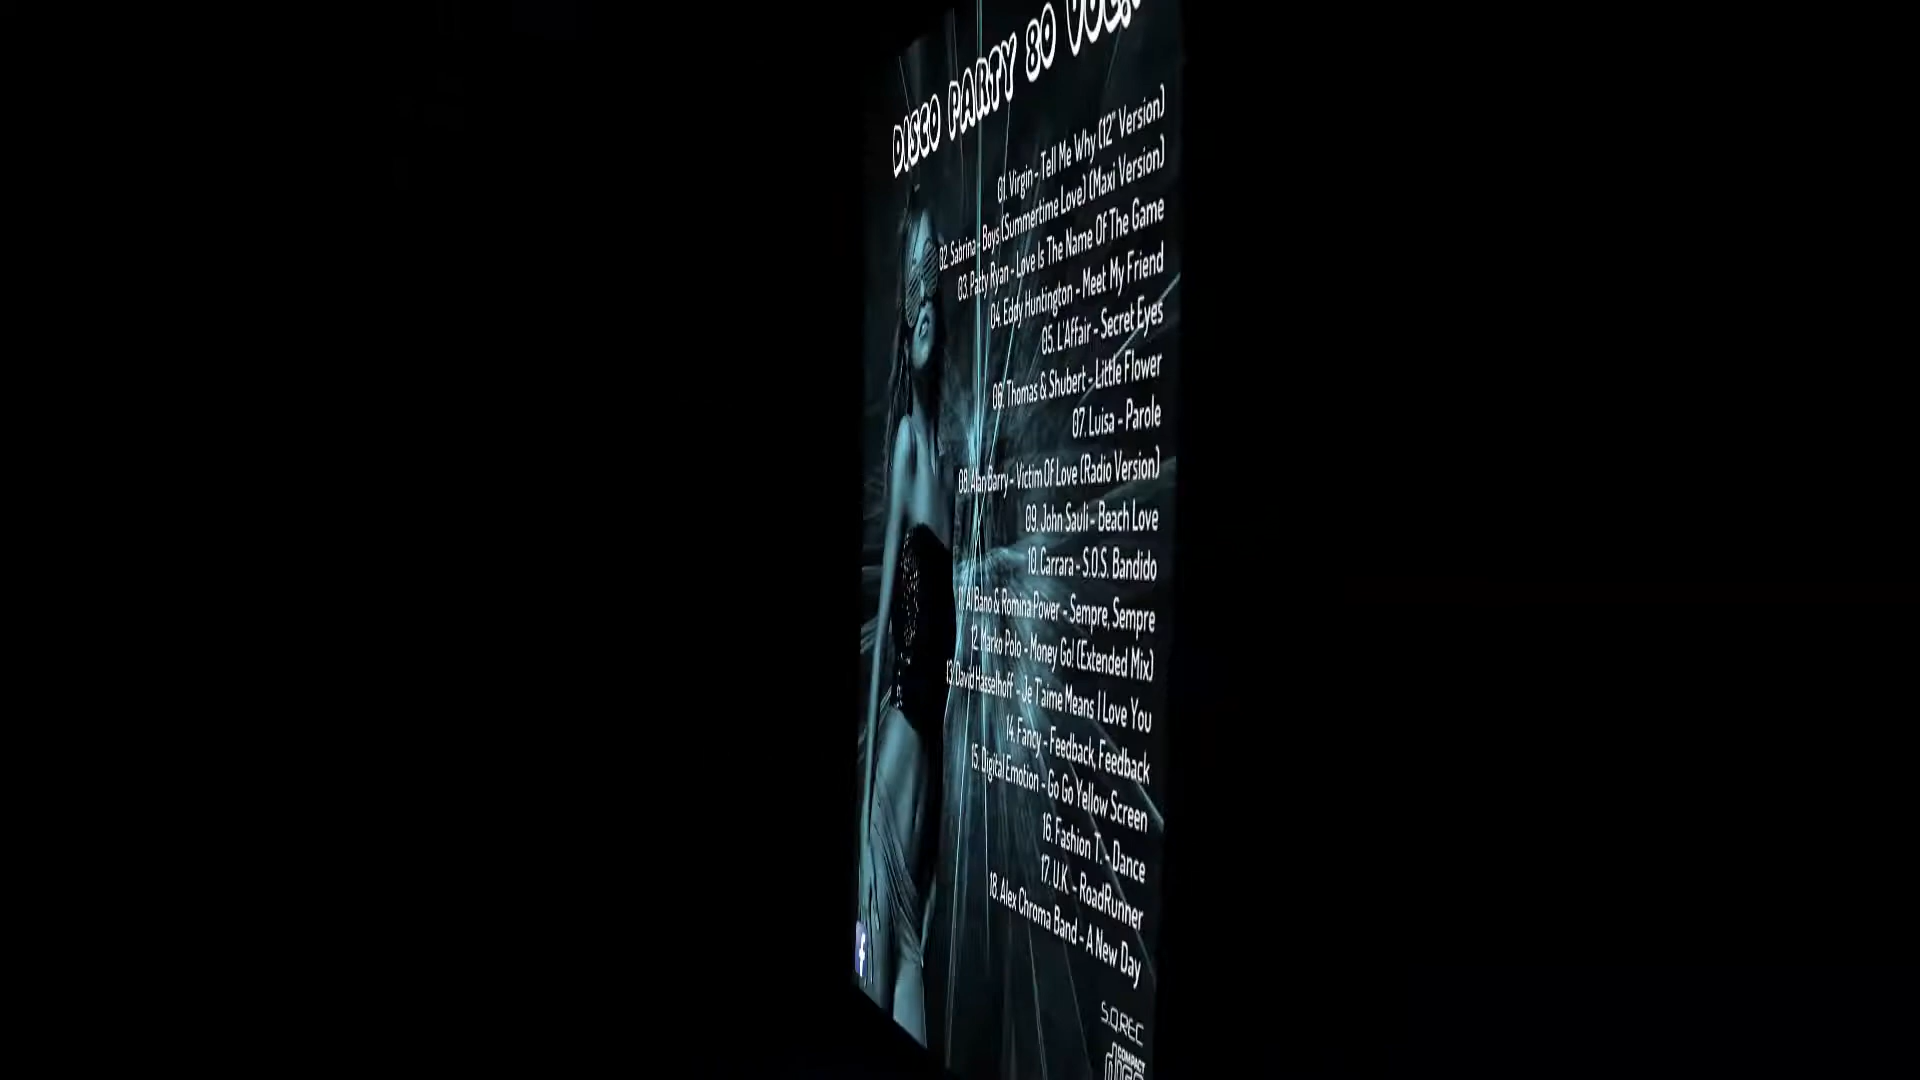 DISCO PARTY 80 VOL.
01. Virgin - Tell Me Why (12" Version)
02. Sabrina - Boys (Summertime Love) (Maxi Version)
03. Patty Ryan - Love Is The Name Of The Game
04. Eddy Huntington - Meet My Friend
05. L'Affair - Secret Eyes
06. Thomas & Shubert - Little Flower
07. Luisa - Parole
08. Alan Barry - Victim Of Love (Radio Version)
09. John Sauli - Beach Love
10. Carrara - S.O.S. Bandido
11. Al Bano & Romina Power - Sempre, Sempre
12. Marko Polo - Money Go! (Extended Mix)
13. David Hasselhoff - Je T'aime Means I Love You
14. Fancy - Feedback, Feedback
15. Digital Emotion - Go Go Yellow Screen
16. Fashion T. - Dance
17. U.K. - RoadRunner
18. Alex Chroma Band - A New Day
f
S.Q.REC
COMPACT